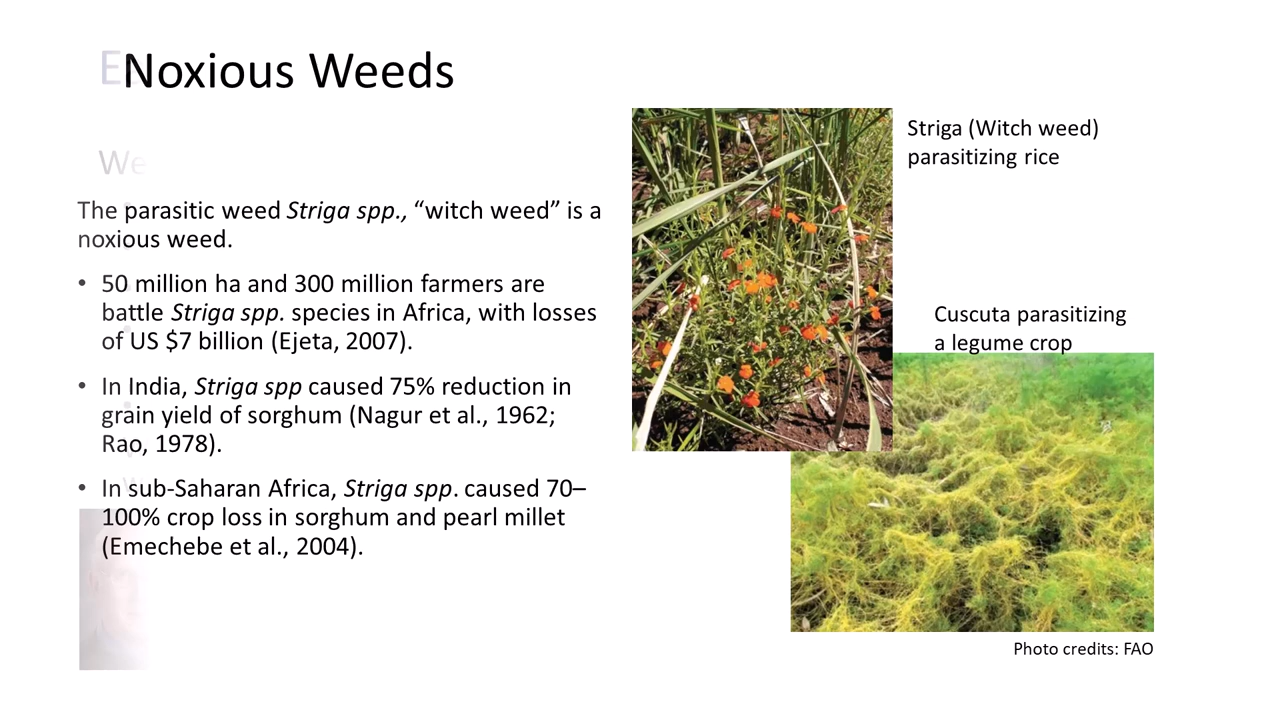 Noxious Weeds
We
The parasitic weed Striga spp., “witch weed” is a
noxious weed.
• 50 million ha and 300 million farmers are
battle Striga spp. species in Africa, with losses
of US $7 billion (Ejeta, 2007).
• In India, Striga spp caused 75% reduction in
grain yield of sorghum (Nagur et al., 1962;
Rao, 1978).
• In sub-Saharan Africa, Striga spp. caused 70–
100% crop loss in sorghum and pearl millet
(Emechebe et al., 2004).
Striga (Witch weed)
parasitizing rice
Cuscuta parasitizing
a legume crop
Photo credits: FAO